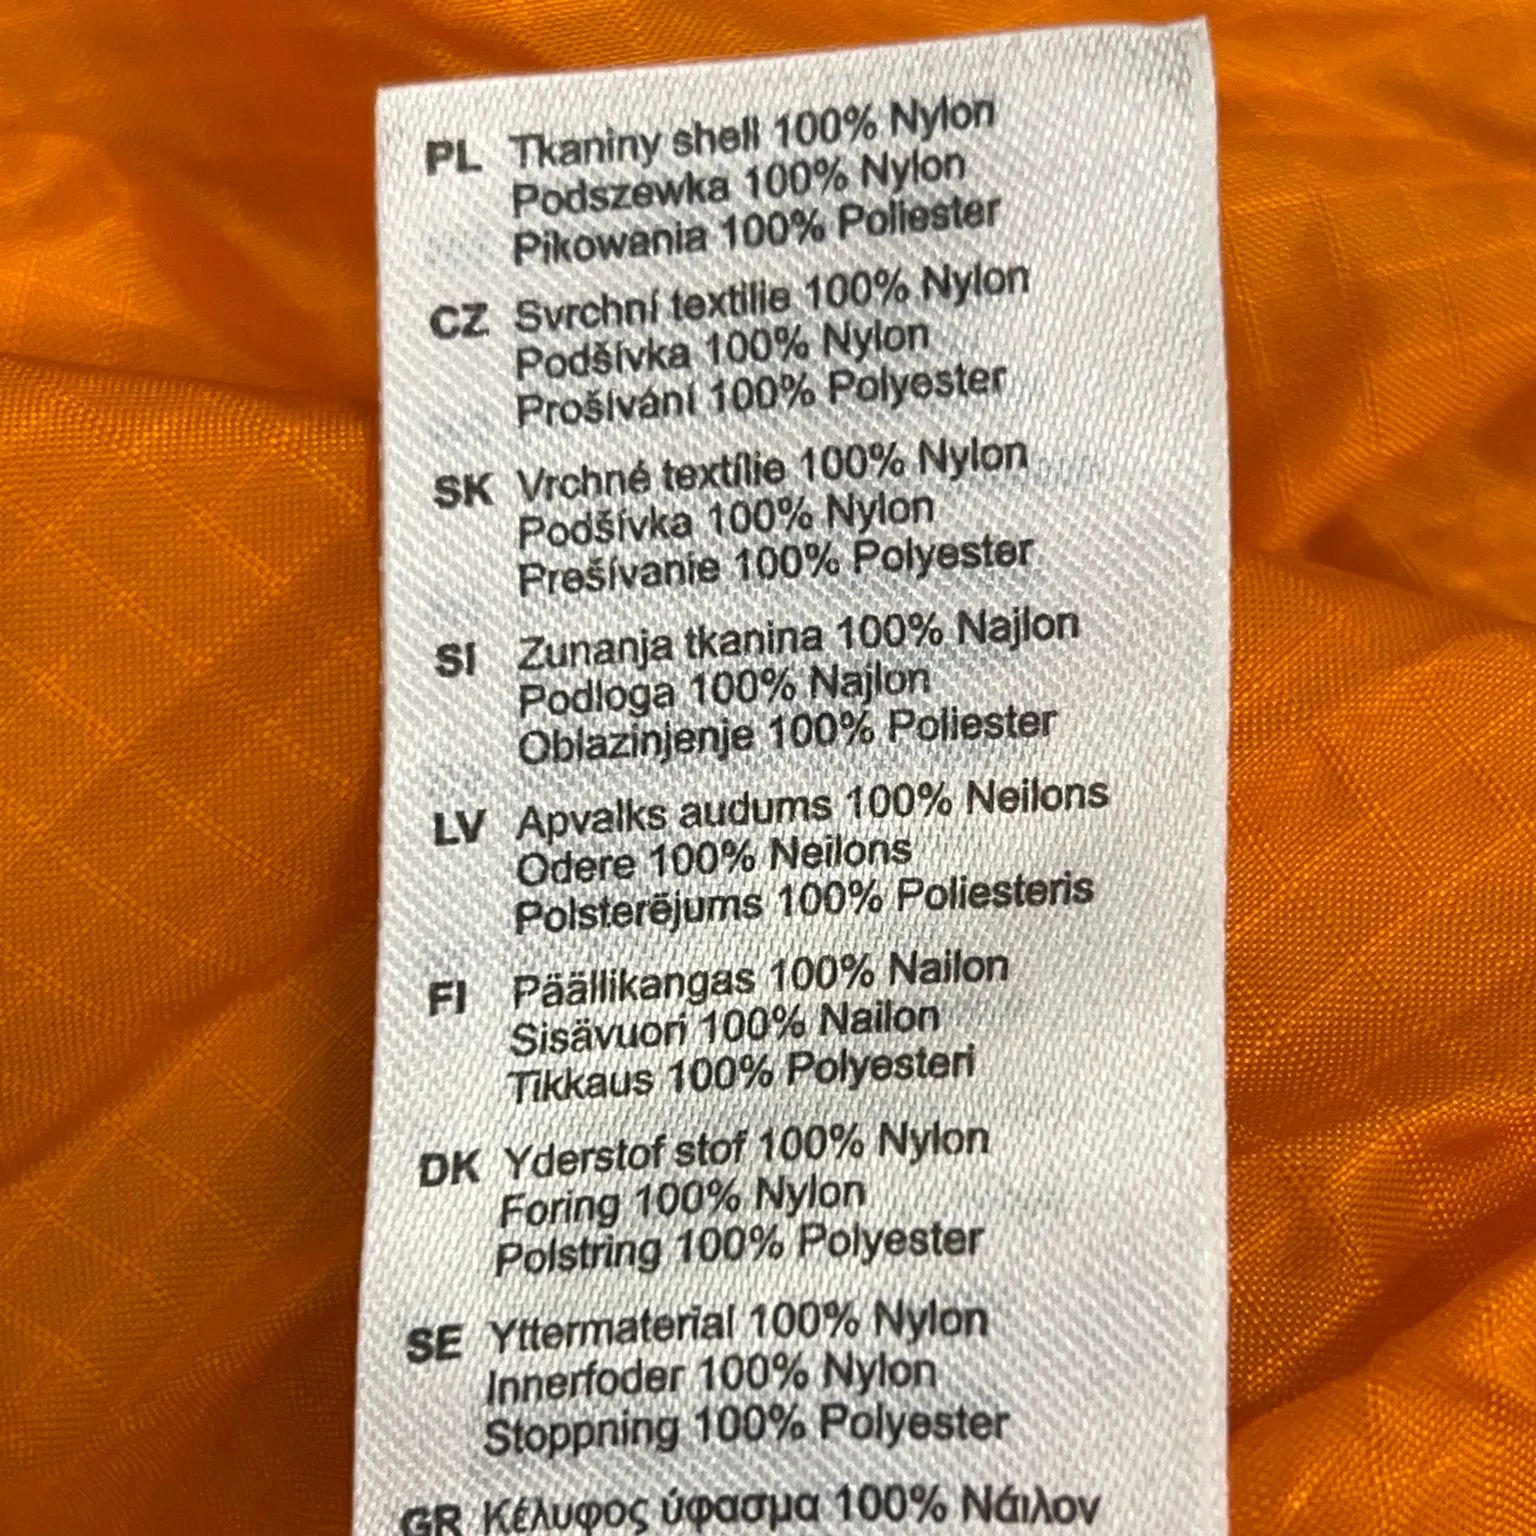 PL Tkaniny shell 100% Nylon
Podszewka 100% Nylon
Pikowania 100% Poliester
CZ Svrchní textilie 100% Nylon
Podšívka 100% Nylon
Prošívání 100% Polyester
SK Vrchné textílie 100% Nylon
Podšívka 100% Nylon
Prešívanie 100% Polyester
SI Zunanja tkanina 100% Najlon
Podloga 100% Najlon
Oblazinjenje 100% Poliester
LV Apvalks audums 100% Neilons
Odere 100% Neilons
Polsterējums 100% Poliesteris
FI Päällikangas 100% Nailon
Sisävuori 100% Nailon
Tikkaus 100% Polyesteri
DK Yderstof stof 100% Nylon
Foring 100% Nylon
Polstring 100% Polyester
SE Yttermaterial 100% Nylon
Innerfoder 100% Nylon
Stoppning 100% Polyester
GR Κέλυφος ύφασμα 100% Νάιλον